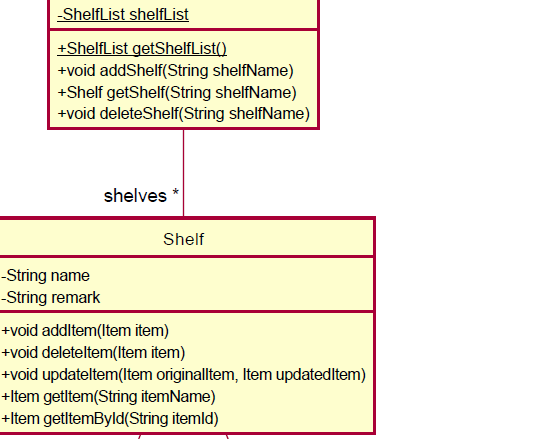 -ShelfList shelfList
+ShelfList getShelfList()
+void addShelf(String shelfName)
+Shelf getShelf(String shelfName)
+void deleteShelf(String shelfName)
shelves *
Shelf
-String name
-String remark
+void addItem(Item item)
+void deleteItem(Item item)
+void updateItem(Item originalItem, Item updatedItem)
+Item getItem(String itemName)
+Item getItemById(String itemId)